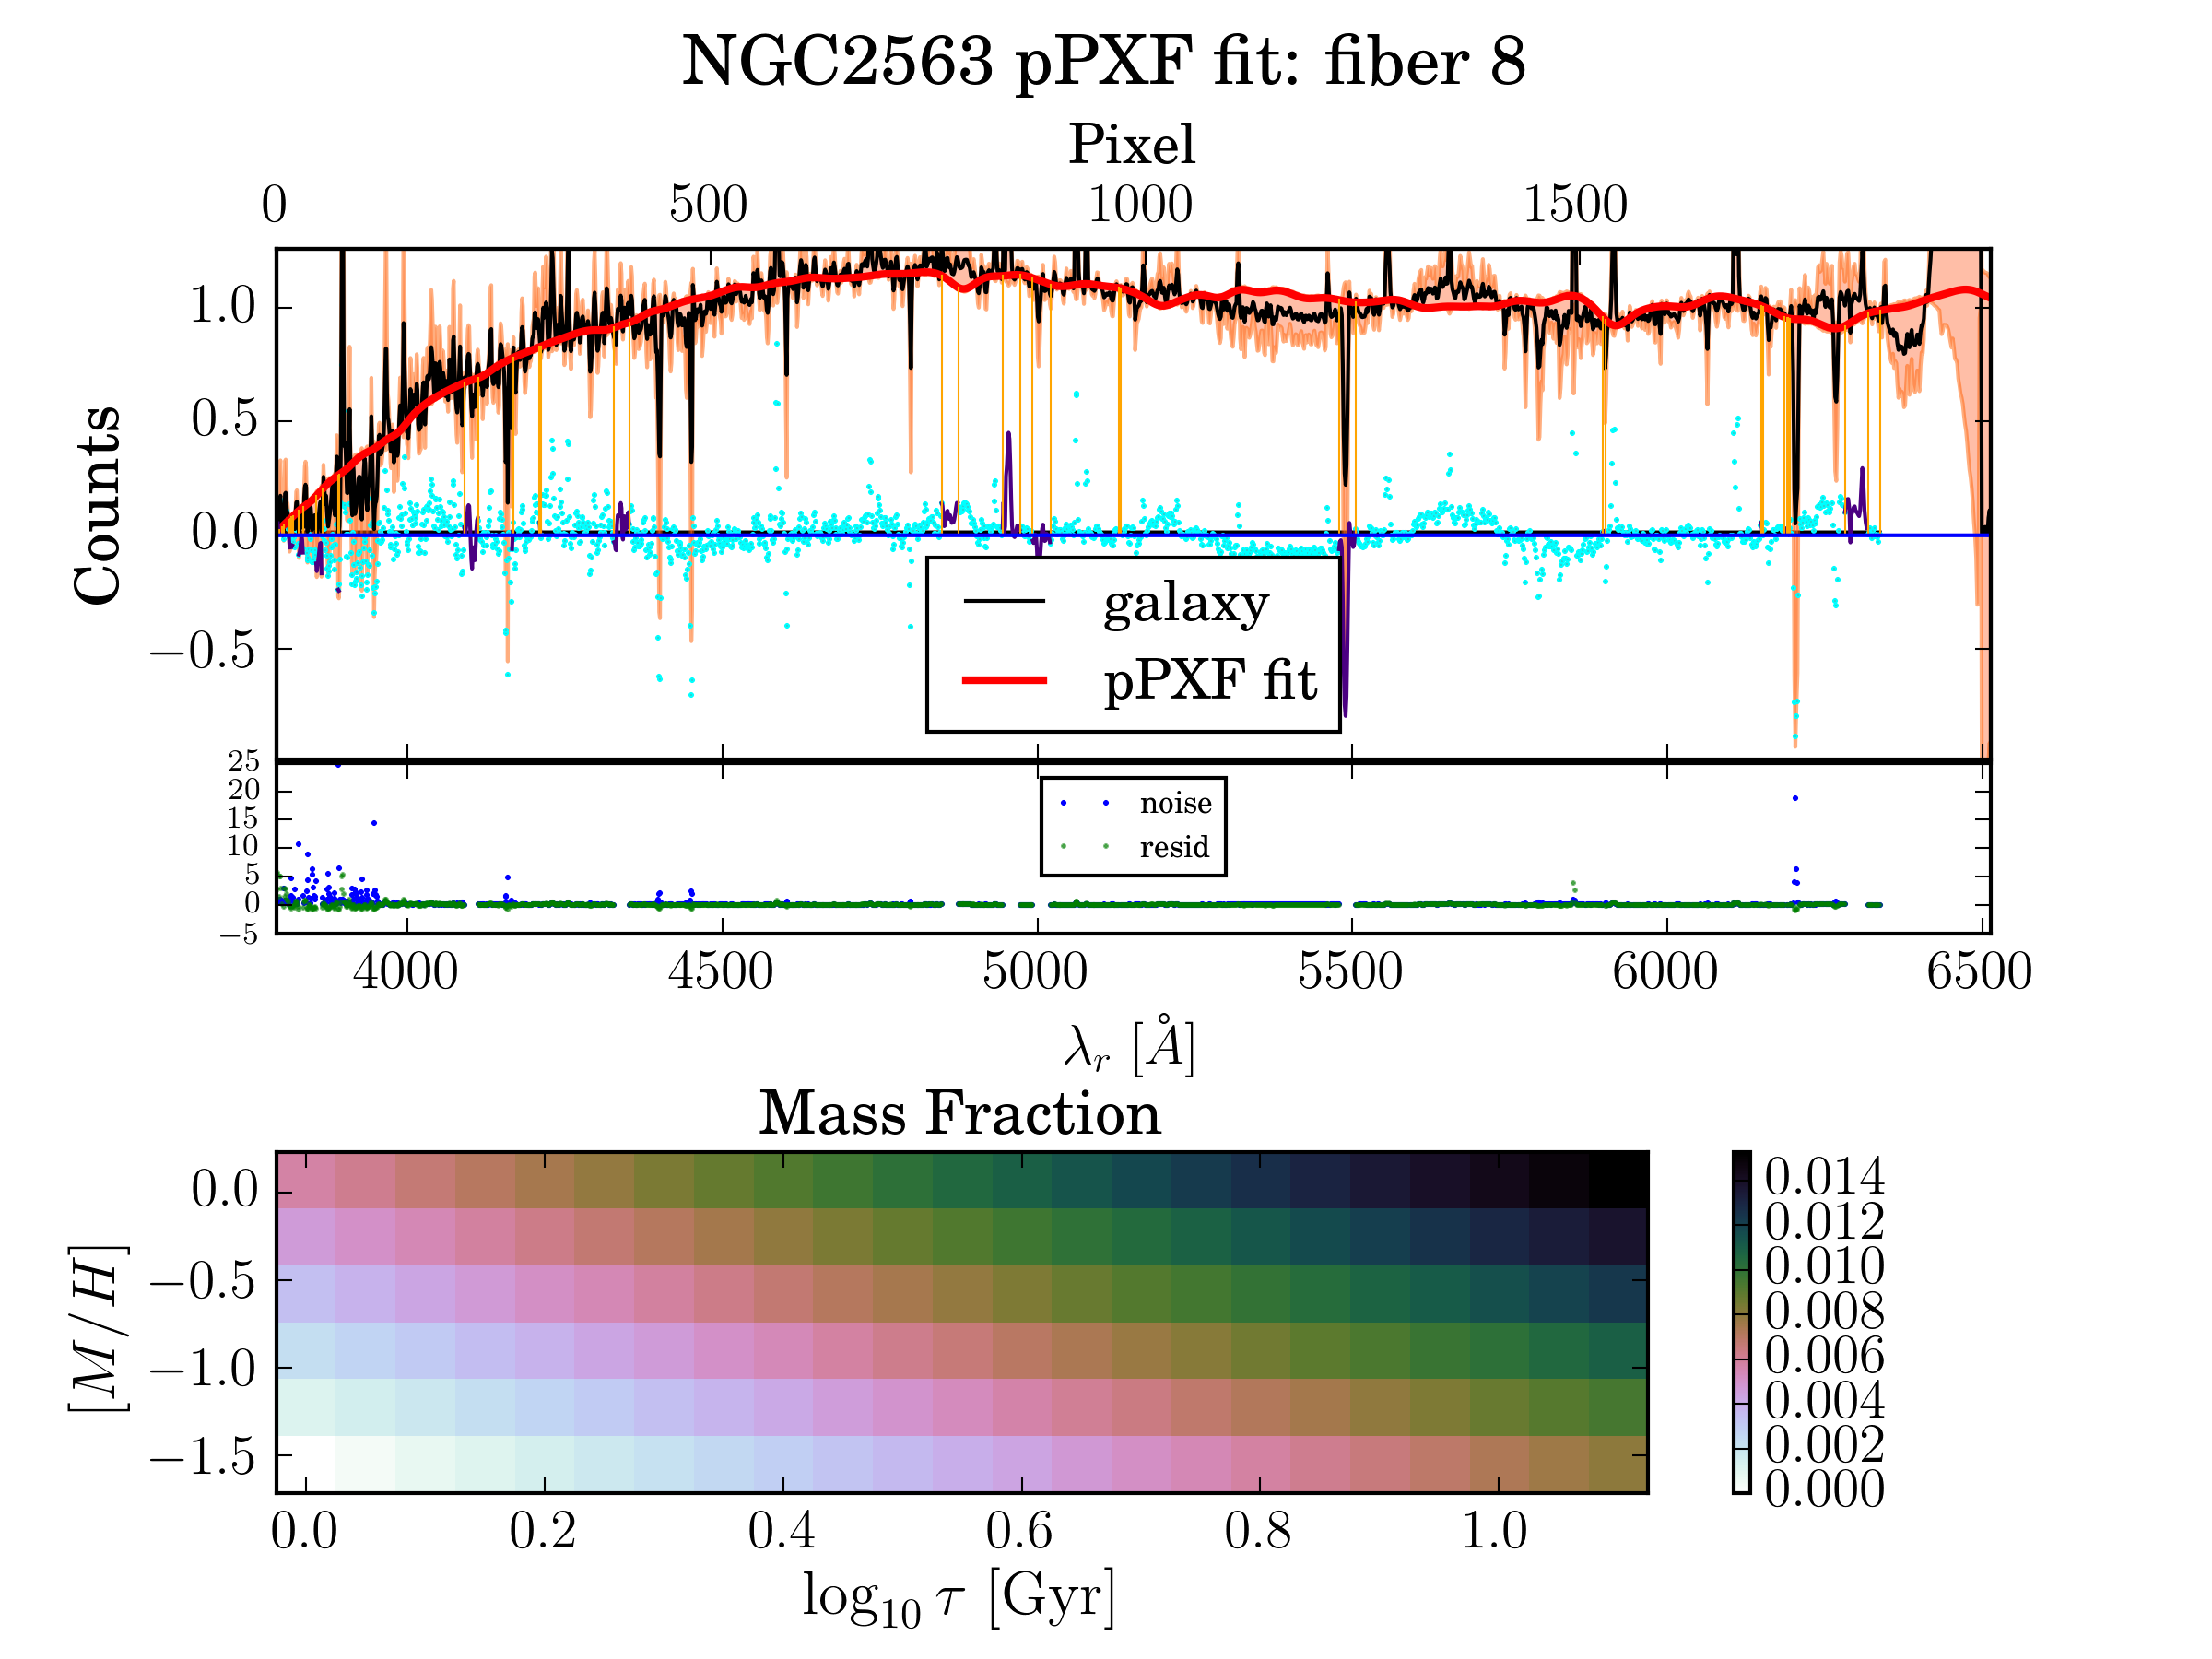 NGC2563 pPXF fit: fiber 8
Pixel
0 500 1000 1500
Counts
1.0
0.5
0.0
−0.5
galaxy
pPXF fit
25
20
15
10
5
0
−5
noise
resid
4000 4500 5000 5500 6000 6500
λr [Å]
Mass Fraction
[M/H]
0.0
−0.5
−1.0
−1.5
0.0 0.2 0.4 0.6 0.8 1.0
log10 τ [Gyr]
0.014
0.012
0.010
0.008
0.006
0.004
0.002
0.000